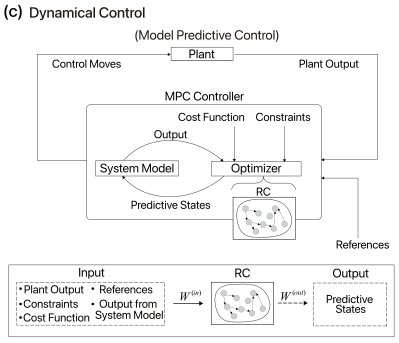 (c) Dynamical Control
(Model Predictive Control)
Plant
Control Moves
Plant Output
MPC Controller
Cost Function
Constraints
Output
System Model
Optimizer
Predictive States
RC
References
Input
RC
Output
•Plant Output
• References
•Constraints
• Output from
System Model
•Cost Function
W(in)
W(out)
Predictive
States